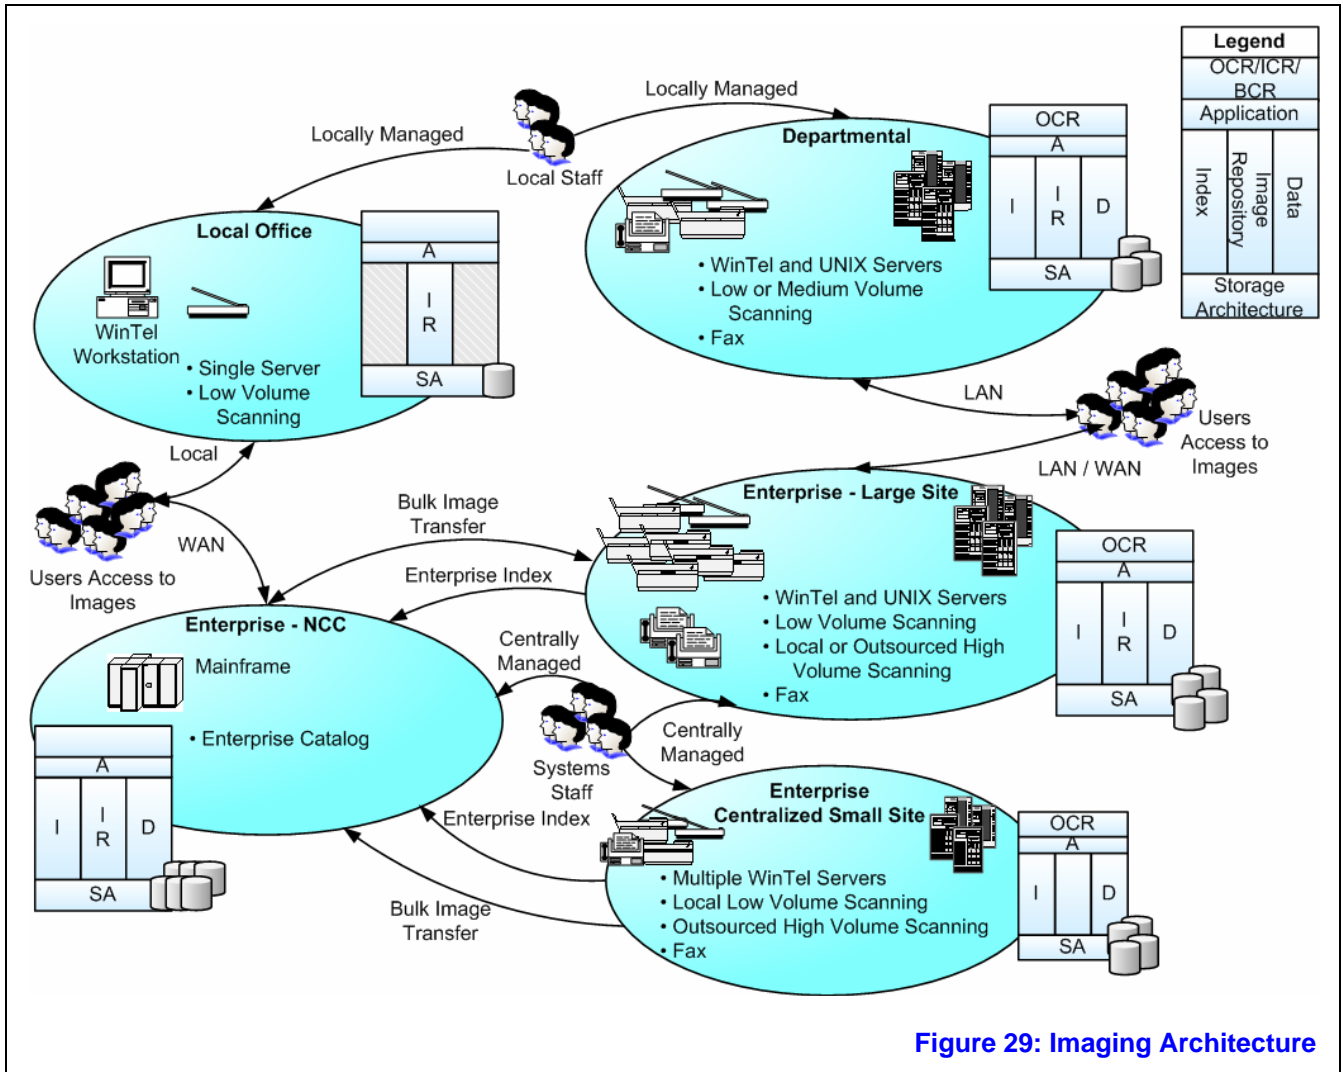 Legend
OCR/ICR/
BCR
Application
Index
Image
Repository
Data
Storage
Architecture
Locally Managed
Locally Managed
Local Staff
Departmental
• WinTel and UNIX Servers
• Low or Medium Volume
Scanning
• Fax
OCR
A
I
I
R
D
SA
Local Office
WinTel
Workstation
• Single Server
• Low Volume
Scanning
A
I
R
SA
LAN
Users
Access to
Images
LAN / WAN
Local
WAN
Users Access to
Images
Bulk Image
Transfer
Enterprise Index
Enterprise - Large Site
• WinTel and UNIX Servers
• Low Volume Scanning
• Local or Outsourced High
Volume Scanning
• Fax
OCR
A
I
I
R
D
SA
Enterprise - NCC
Mainframe
• Enterprise Catalog
A
I
I
R
D
SA
Centrally
Managed
Systems
Staff
Centrally
Managed
Enterprise Index
Bulk Image
Transfer
Enterprise
Centralized Small Site
• Multiple WinTel Servers
• Local Low Volume Scanning
• Outsourced High Volume Scanning
• Fax
OCR
A
I
D
SA
Figure 29: Imaging Architecture